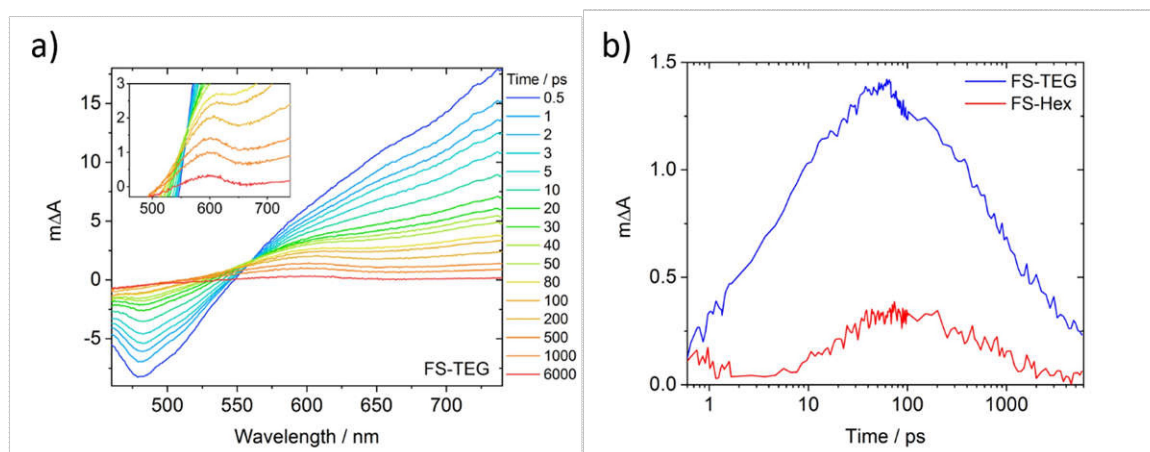 a)
mΔA
15
10
5
0
-5
3
2
1
0
500 600 700
500 550 600 650 700
Wavelength / nm
FS-TEG
Time / ps
0.5
1
2
3
5
10
20
30
40
50
80
100
200
500
1000
6000
b)
mΔA
1.5
1.0
0.5
0.0
1 10 100 1000
Time / ps
FS-TEG
FS-Hex